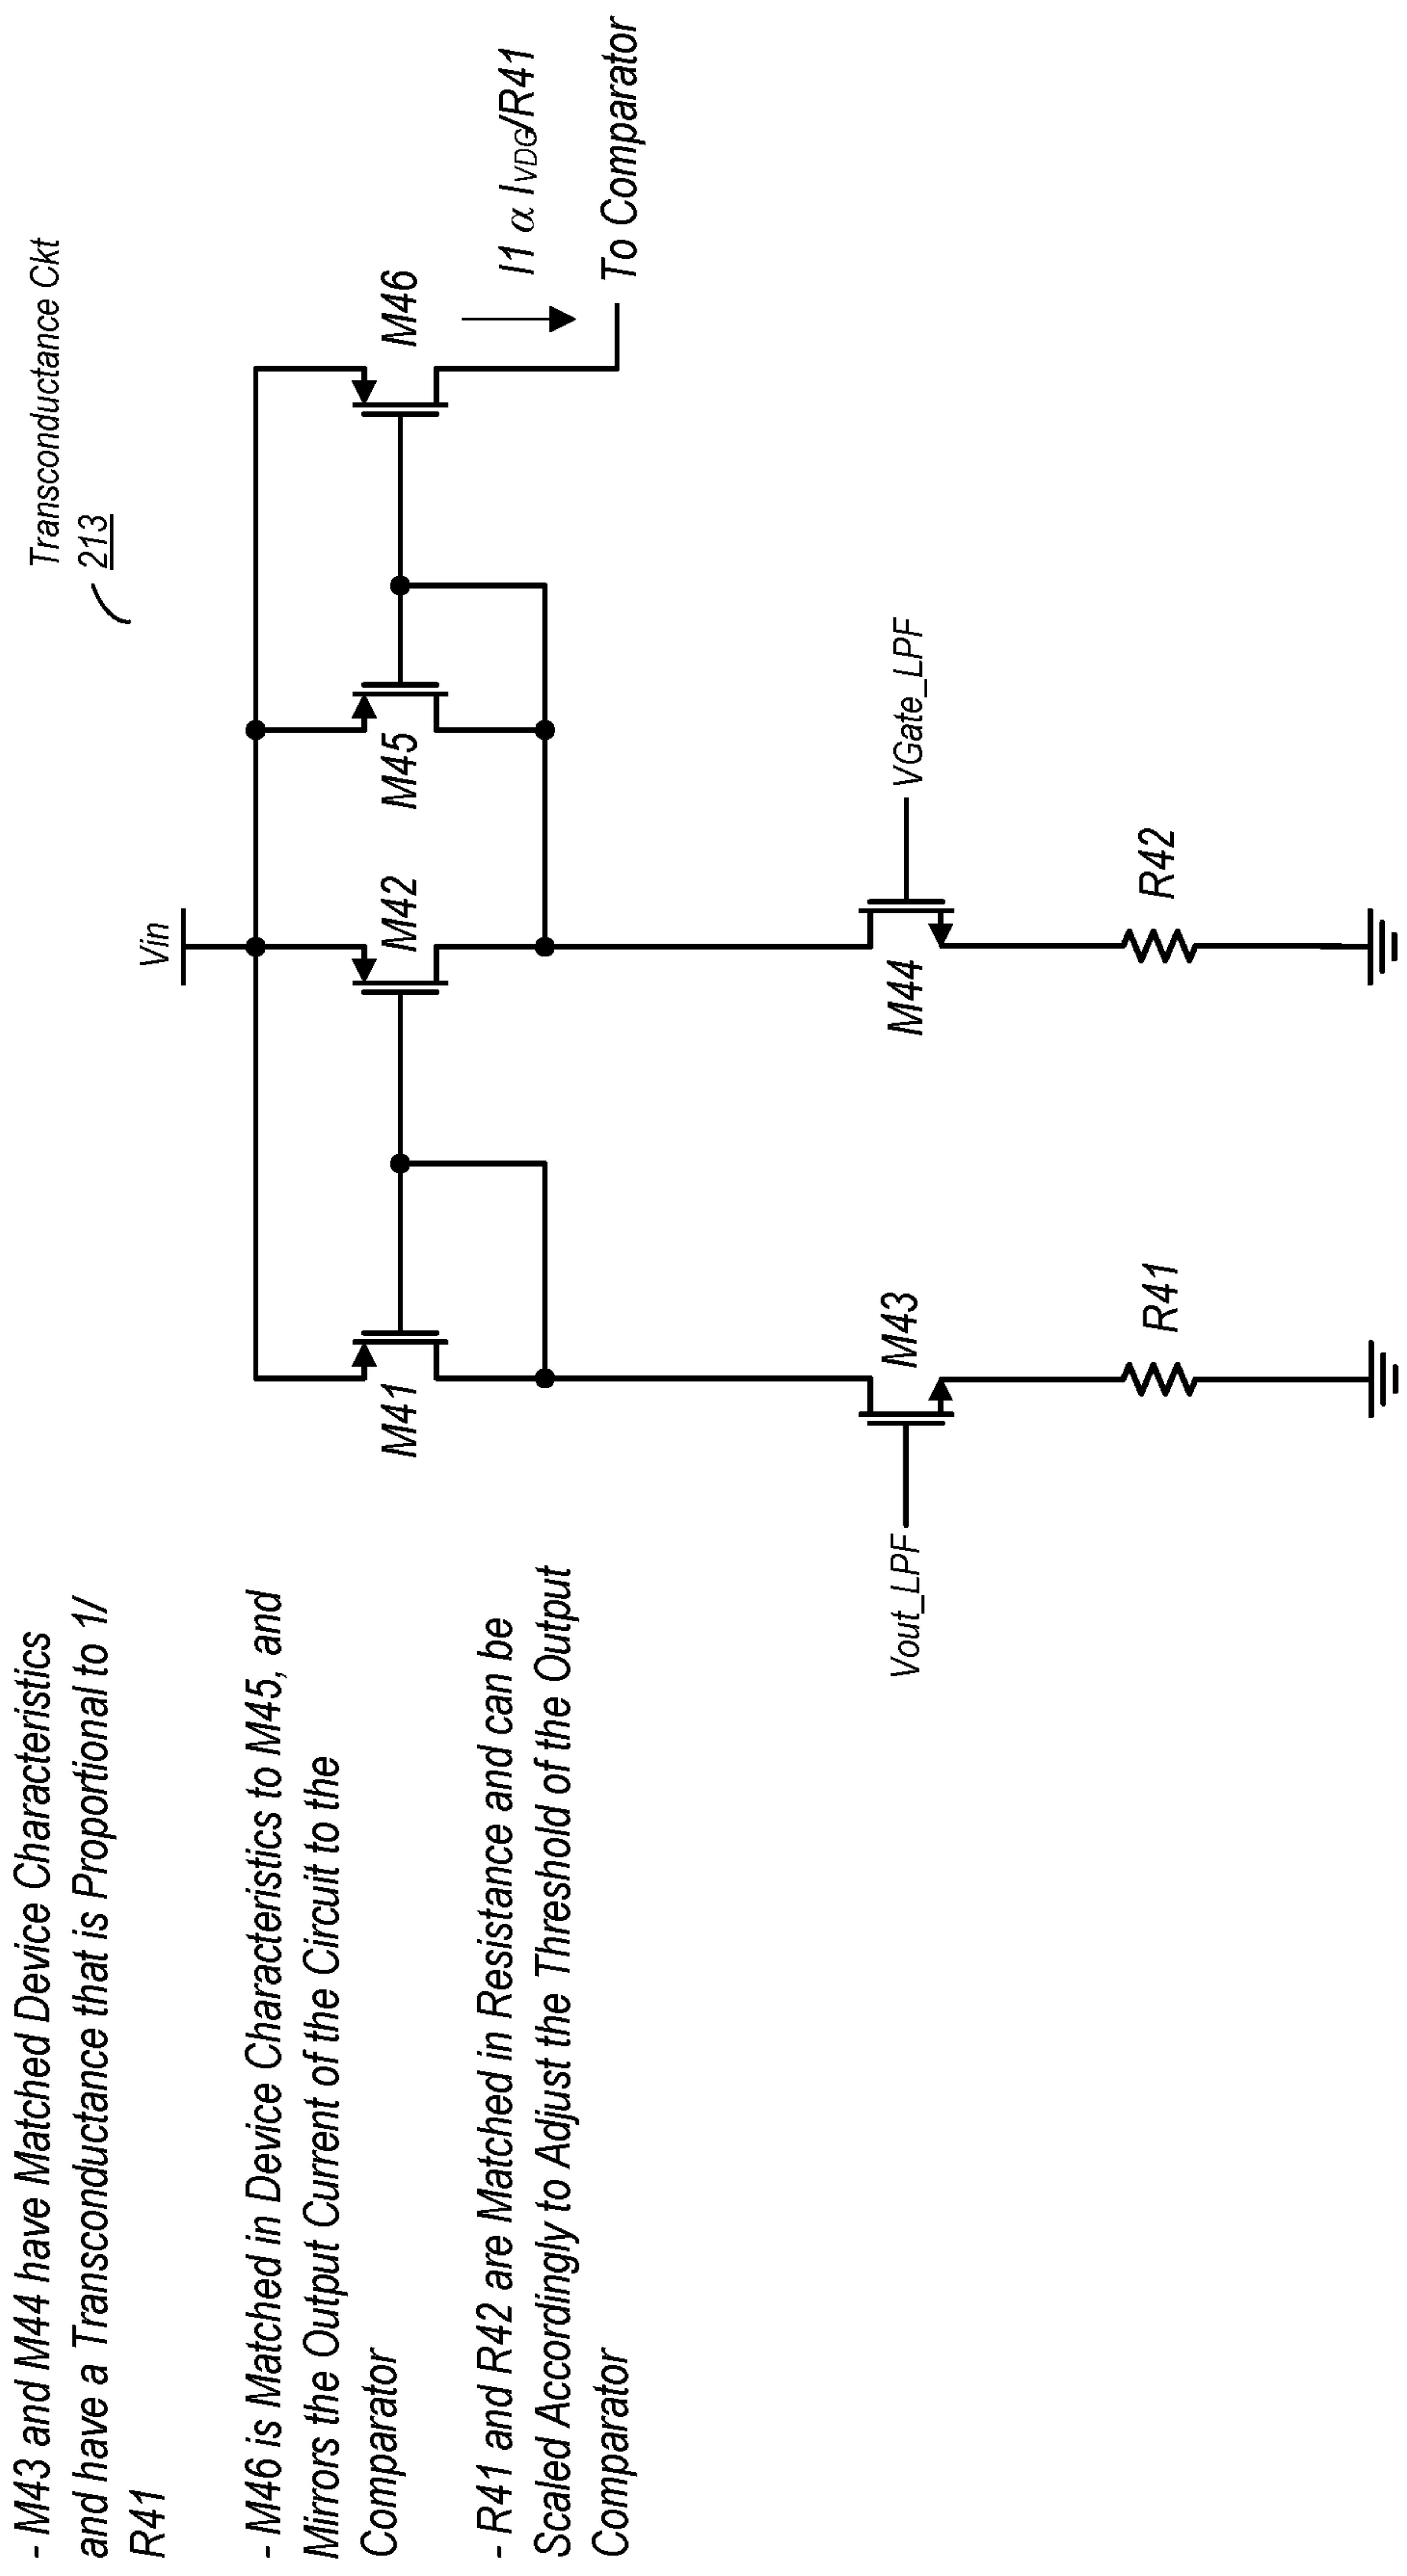 - M43 and M44 have Matched Device Characteristics
and have a Transconductance that is Proportional to 1/
R41
- M46 is Matched in Device Characteristics to M45, and
Mirrors the Output Current of the Circuit to the
Comparator
- R41 and R42 are Matched in Resistance and can be
Scaled Accordingly to Adjust the Threshold of the Output
Comparator
Transconductance Ckt
213
Vin
M41
M42
M45
M46
I1 α IVDG/R41
To Comparator
Vout_LPF
M43
M44
VGate_LPF
R41
R42